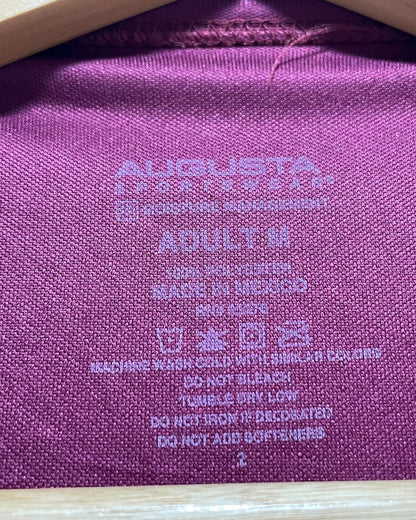 AUGUSTA
SPORTSWEAR®
MOISTURE MANAGEMENT
ADULT M
100% POLYESTER
MADE IN MEXICO
MACHINE WASH COLD WITH SIMILAR COLORS
DO NOT BLEACH
TUMBLE DRY LOW
DO NOT IRON IF DECORATED
DO NOT ADD SOFTENERS